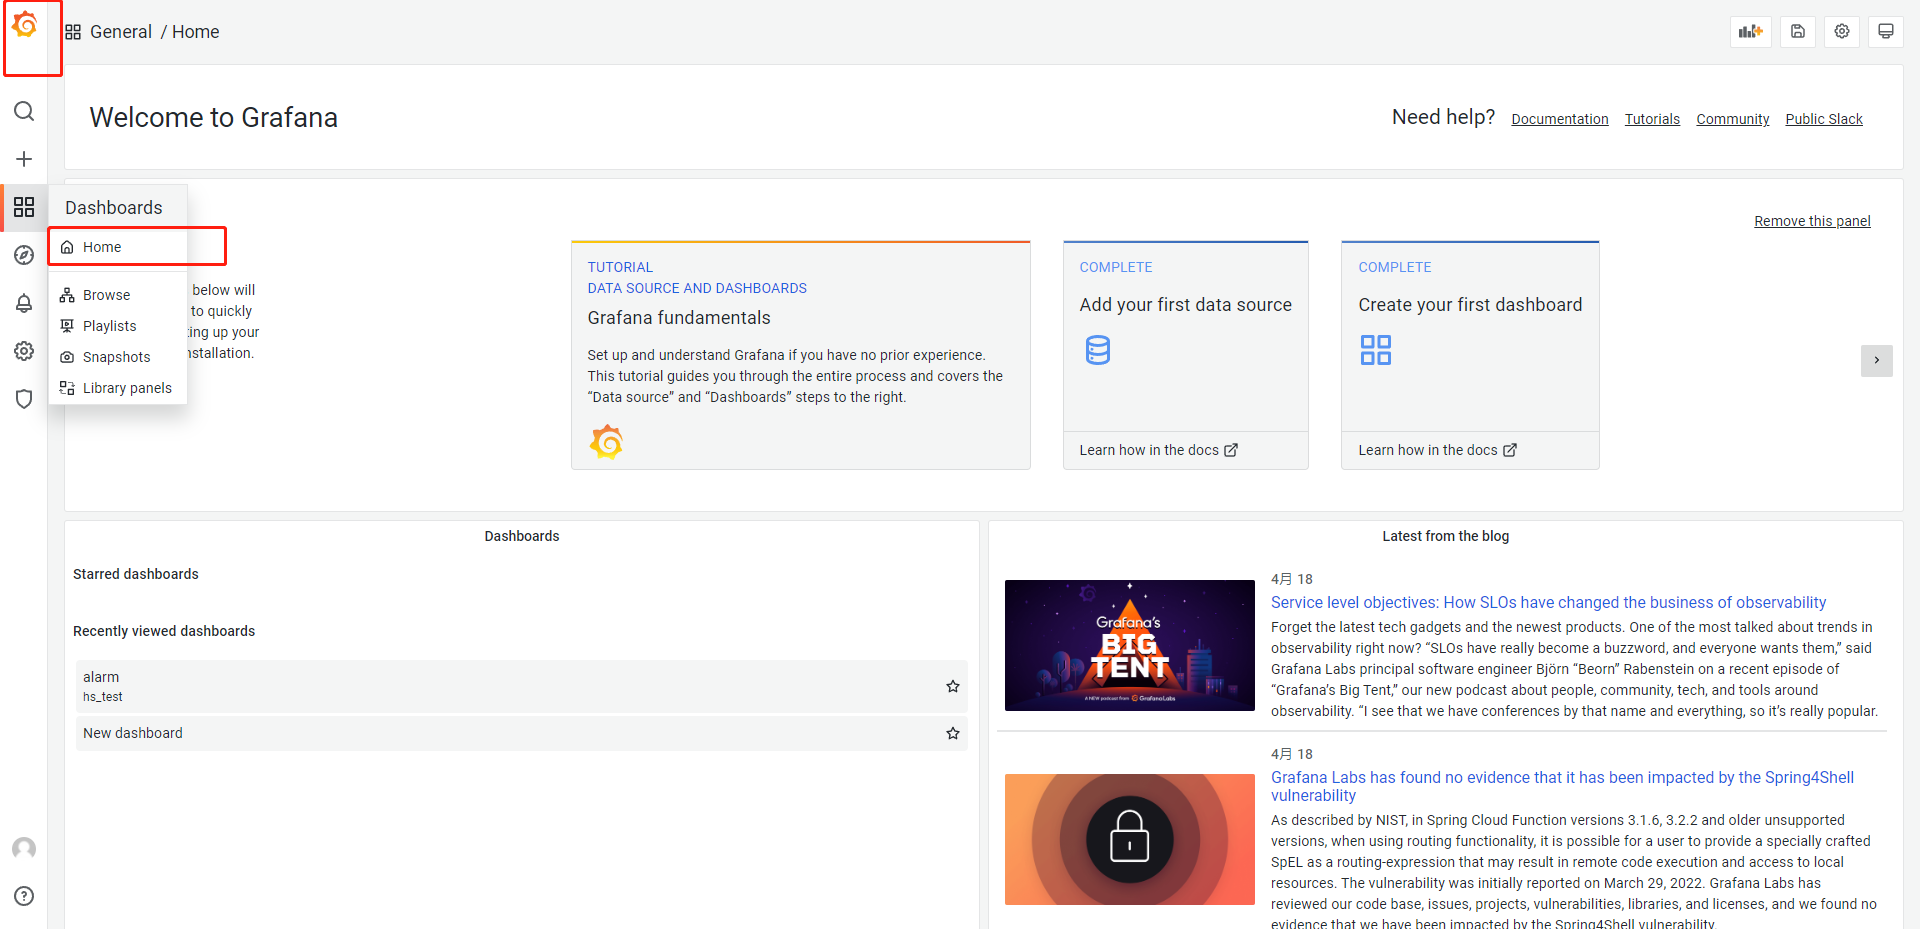 General / Home
Welcome to Grafana
Need help? Documentation Tutorials Community Public Slack
Dashboards
Home
Browse
Playlists
Snapshots
Library panels
below will
to quickly
ing up your
nstallation.
Remove this panel
TUTORIAL
DATA SOURCE AND DASHBOARDS
Grafana fundamentals
Set up and understand Grafana if you have no prior experience.
This tutorial guides you through the entire process and covers the
“Data source” and “Dashboards” steps to the right.
COMPLETE
Add your first data source
Learn how in the docs
COMPLETE
Create your first dashboard
Learn how in the docs
Dashboards
Starred dashboards
Recently viewed dashboards
alarm
hs_test
New dashboard
Latest from the blog
Grafana's
BIG
TENT
A NEW podcast from GrafanaLabs
4月 18
Service level objectives: How SLOs have changed the business of observability
Forget the latest tech gadgets and the newest products. One of the most talked about trends in
observability right now? “SLOs have really become a buzzword, and everyone wants them,” said
Grafana Labs principal software engineer Björn “Beorn” Rabenstein on a recent episode of
“Grafana’s Big Tent,” our new podcast about people, community, tech, and tools around
observability. “I see that we have conferences by that name and everything, so it’s really popular.
4月 18
Grafana Labs has found no evidence that it has been impacted by the Spring4Shell
vulnerability
As described by NIST, in Spring Cloud Function versions 3.1.6, 3.2.2 and older unsupported
versions, when using routing functionality, it is possible for a user to provide a specially crafted
SpEL as a routing-expression that may result in remote code execution and access to local
resources. The vulnerability was initially reported on March 29, 2022. Grafana Labs has
reviewed our code base, issues, projects, vulnerabilities, libraries, and licenses, and we found no
evidence that we have been impacted by the Spring4Shell vulnerability.